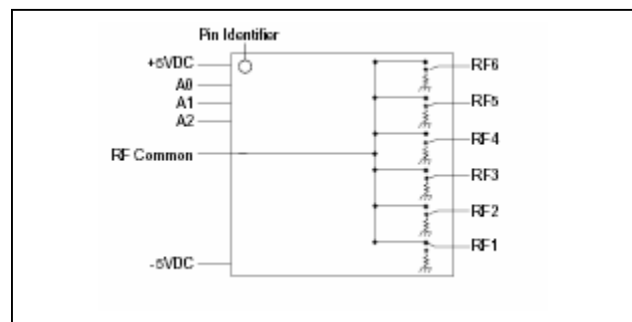 Pin Identifier
+5VDC
A0
A1
A2
RF Common
-5VDC
RF6
RF5
RF4
RF3
RF2
RF1